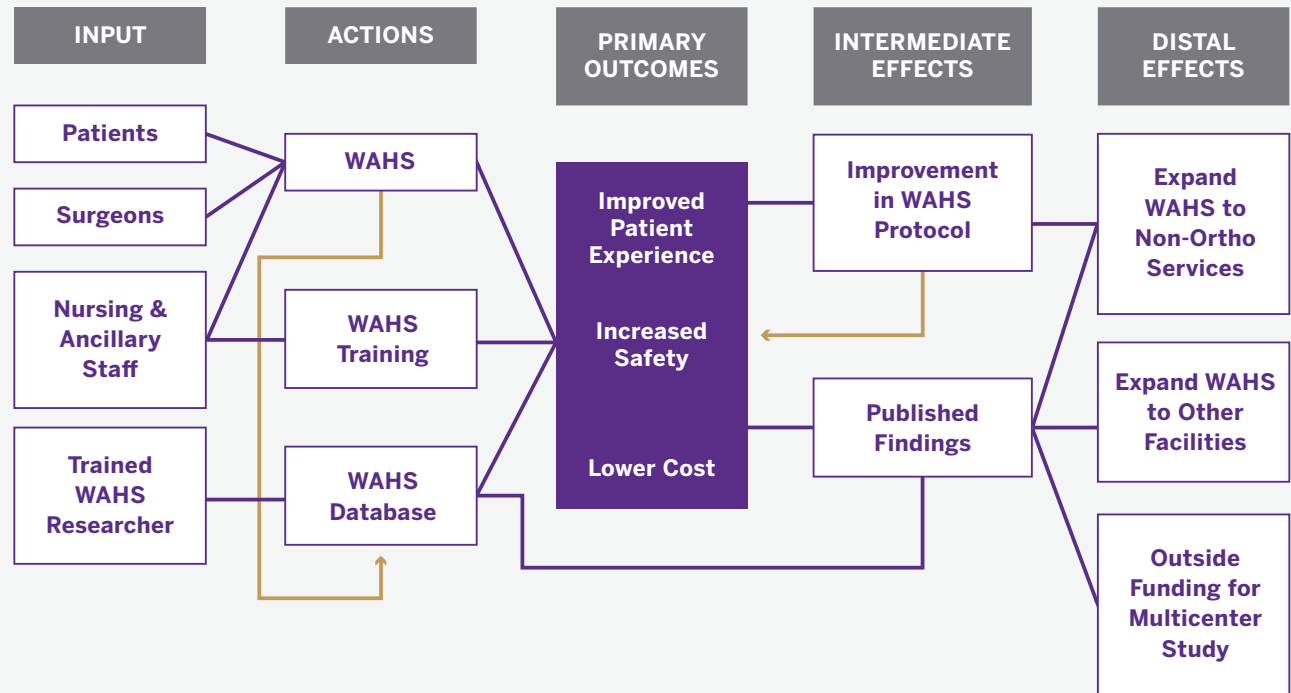 INPUT
ACTIONS
PRIMARY
OUTCOMES
INTERMEDIATE
EFFECTS
DISTAL
EFFECTS
Patients
Surgeons
Nursing &
Ancillary
Staff
Trained
WAHS
Researcher
WAHS
WAHS
Training
WAHS
Database
Improved
Patient
Experience
Increased
Safety
Lower Cost
Improvement
in WAHS
Protocol
Published
Findings
Expand
WAHS to
Non-Ortho
Services
Expand WAHS
to Other
Facilities
Outside
Funding for
Multicenter
Study